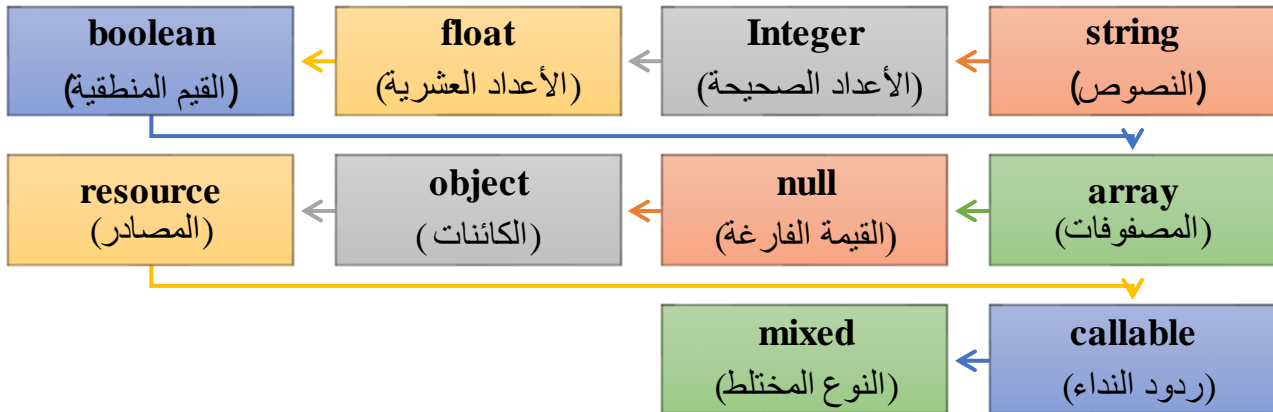 string
(النصوص)
Integer
(الأعداد الصحيحة)
float
(الأعداد العشرية)
boolean
(القيم المنطقية)
array
(المصفوفات)
null
(القيمة الفارغة)
object
(الكائنات )
resource
(المصادر)
callable
(ردود النداء)
mixed
(النوع المختلط)